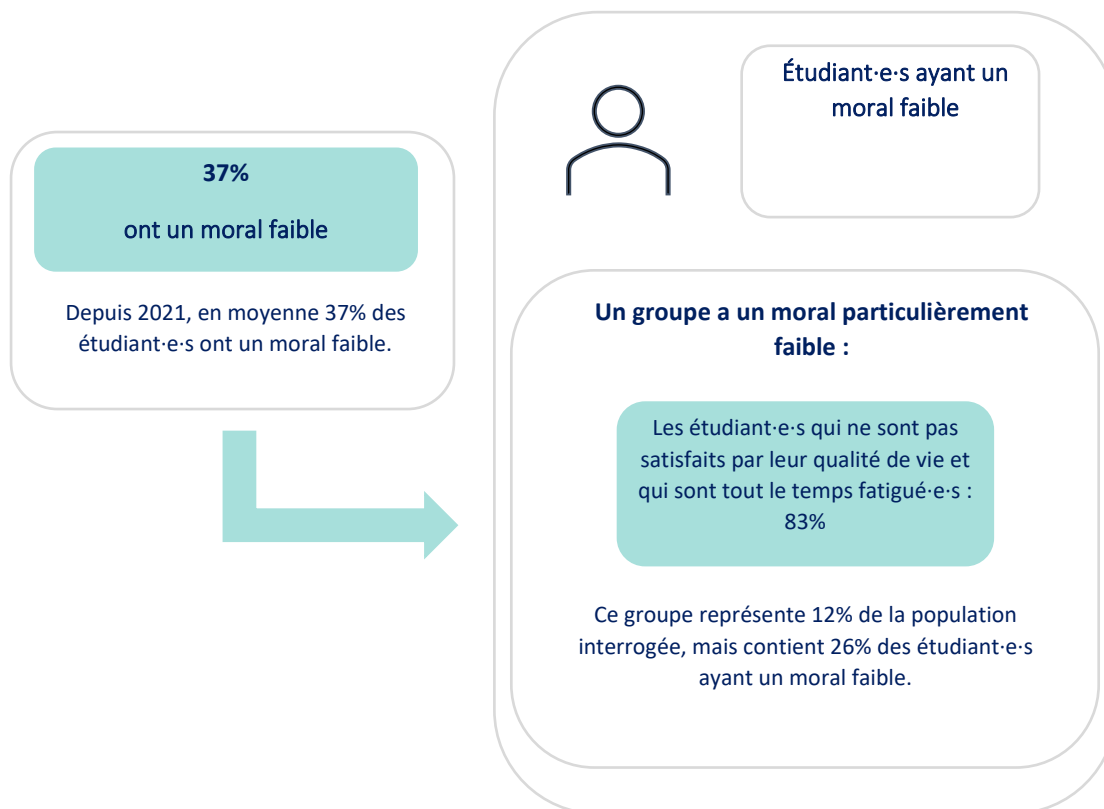 37%
ont un moral faible
Depuis 2021, en moyenne 37% des
étudiant·e·s ont un moral faible.
Étudiant·e·s ayant un
moral faible
Un groupe a un moral particulièrement
faible :
Les étudiant·e·s qui ne sont pas
satisfaits par leur qualité de vie et
qui sont tout le temps fatigué·e·s :
83%
Ce groupe représente 12% de la population
interrogée, mais contient 26% des étudiant·e·s
ayant un moral faible.